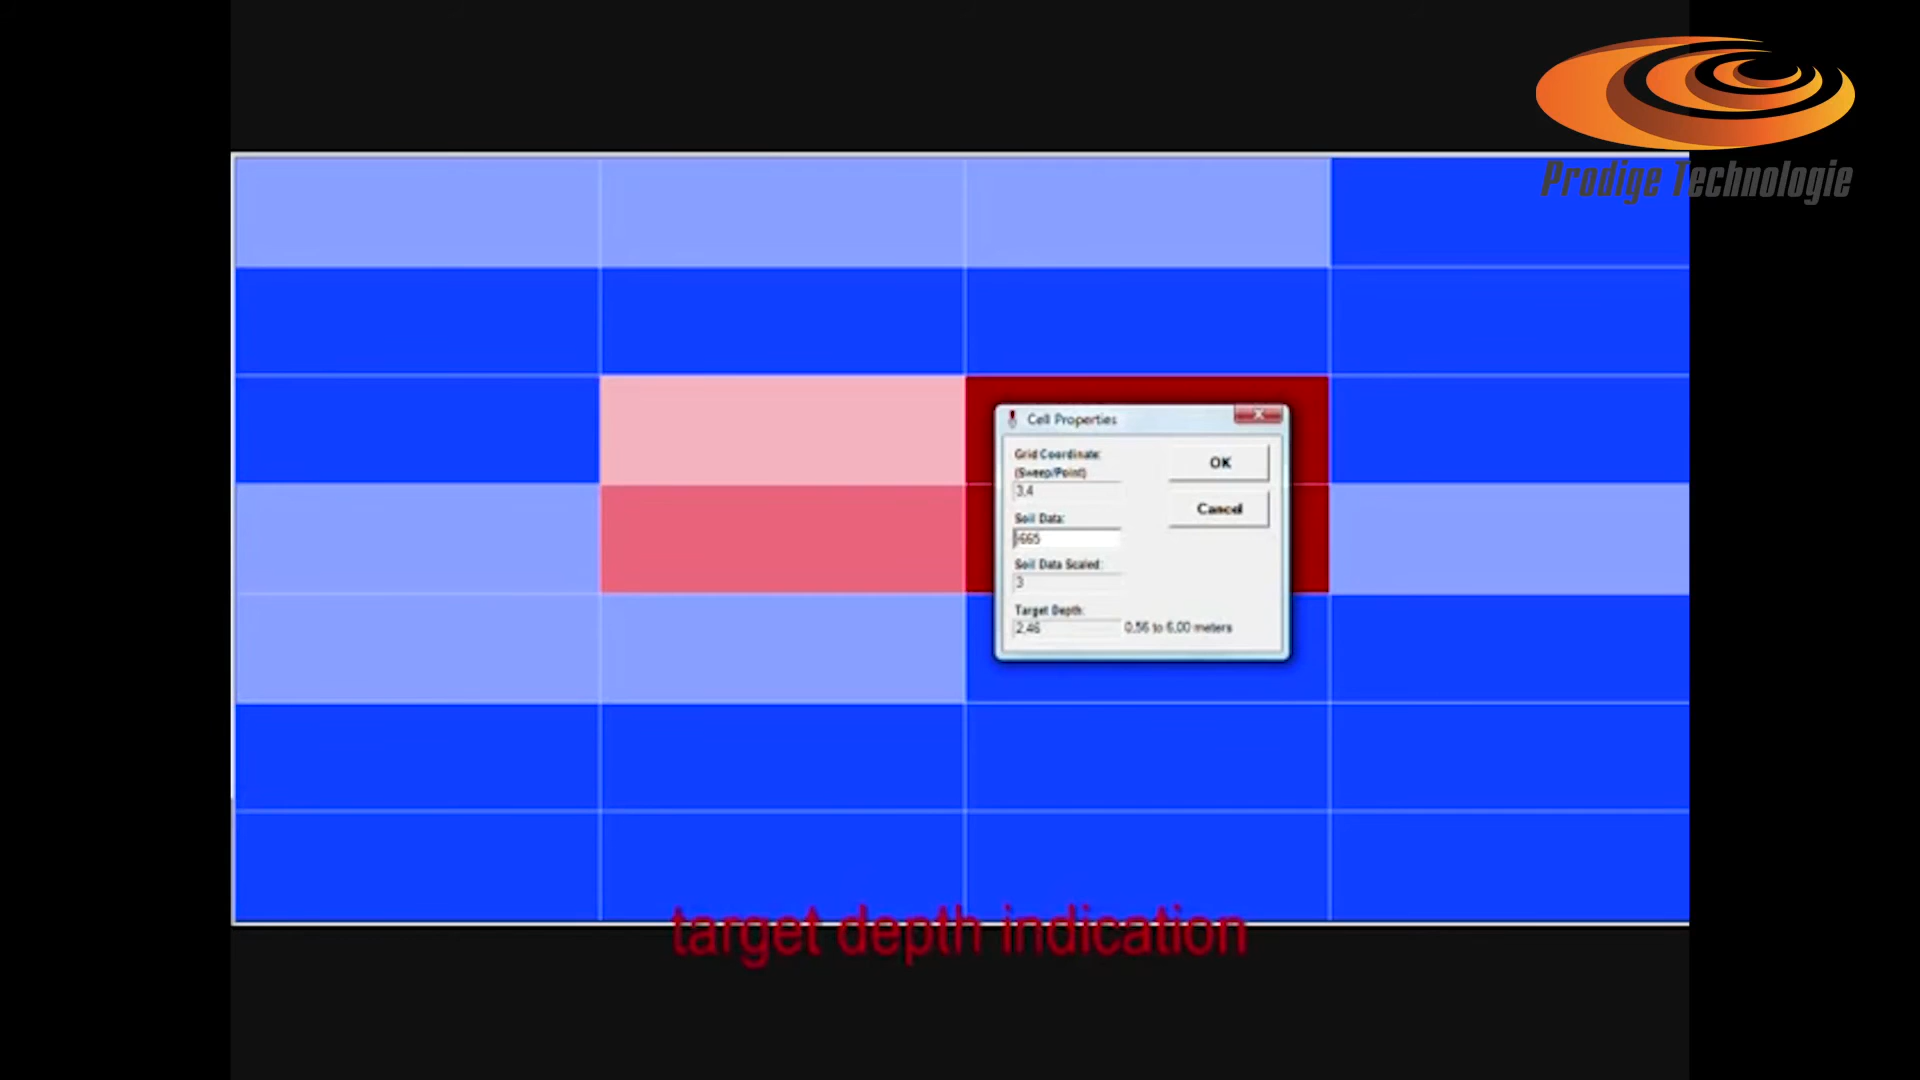 Prodige Technologie
Cell Properties
Grid Coordinate:
(Sweep/Point)
3,4
OK
Cancel
Soil Data:
Soil Data Scaled:
3
Target Depth:
2,46 0,56 to 6,00 meters
target depth indication